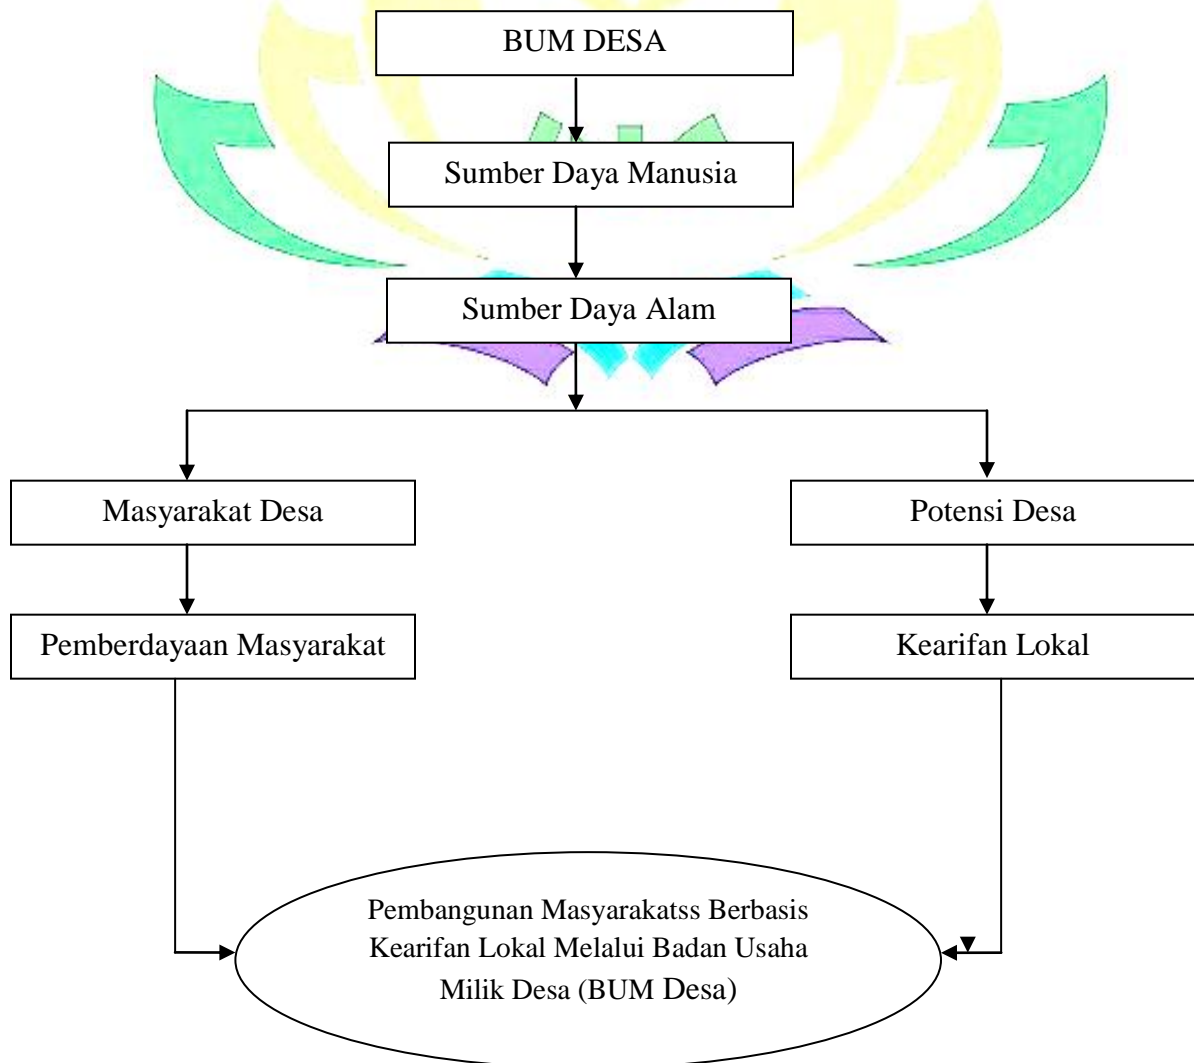 BUM DESA
Sumber Daya Manusia
Sumber Daya Alam
Masyarakat Desa
Potensi Desa
Pemberdayaan Masyarakat
Kearifan Lokal
Pembangunan Masyarakatss Berbasis
Kearifan Lokal Melalui Badan Usaha
Milik Desa (BUM Desa)